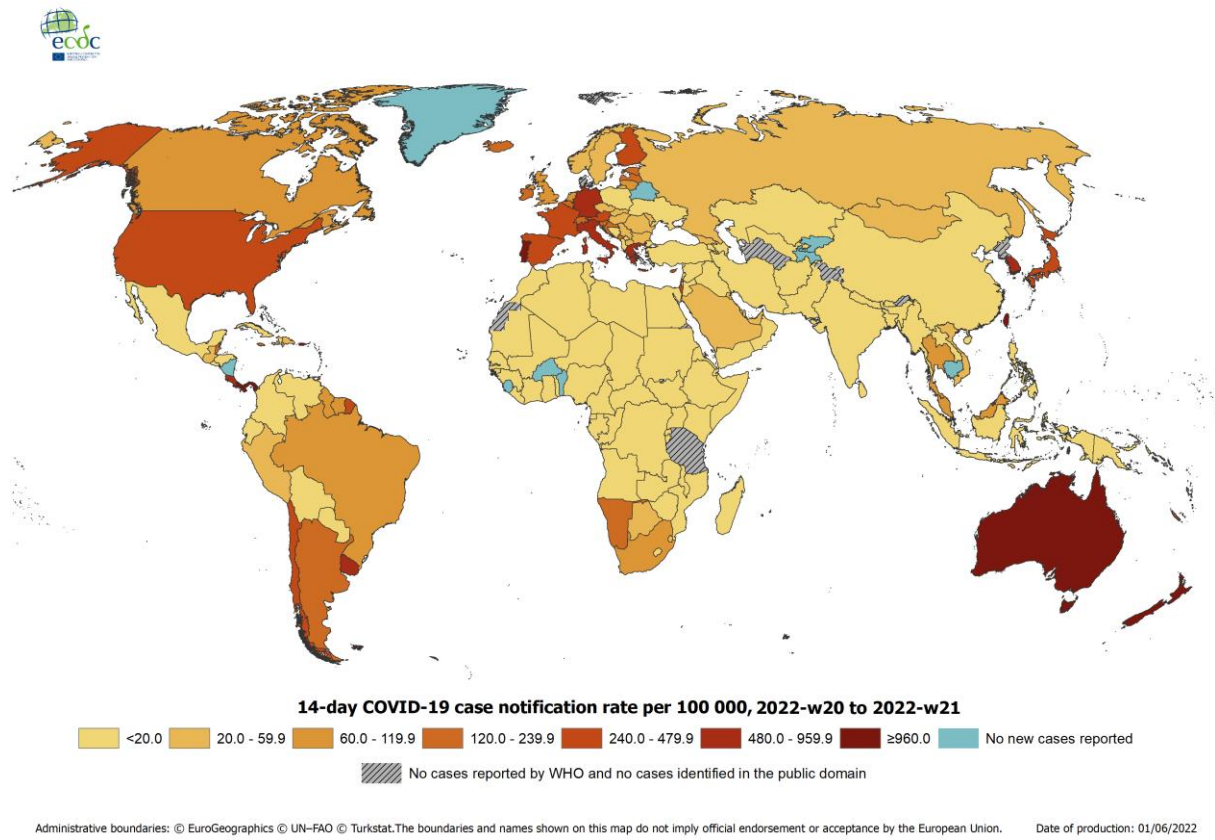 ecdc
14-day COVID-19 case notification rate per 100 000, 2022-w20 to 2022-w21
<20.0 20.0 - 59.9 60.0 - 119.9 120.0 - 239.9 240.0 - 479.9 480.0 - 959.9 ≥960.0 No new cases reported
No cases reported by WHO and no cases identified in the public domain
Administrative boundaries: © EuroGeographics © UN–FAO © Turkstat.The boundaries and names shown on this map do not imply official endorsement or acceptance by the European Union. Date of production: 01/06/2022